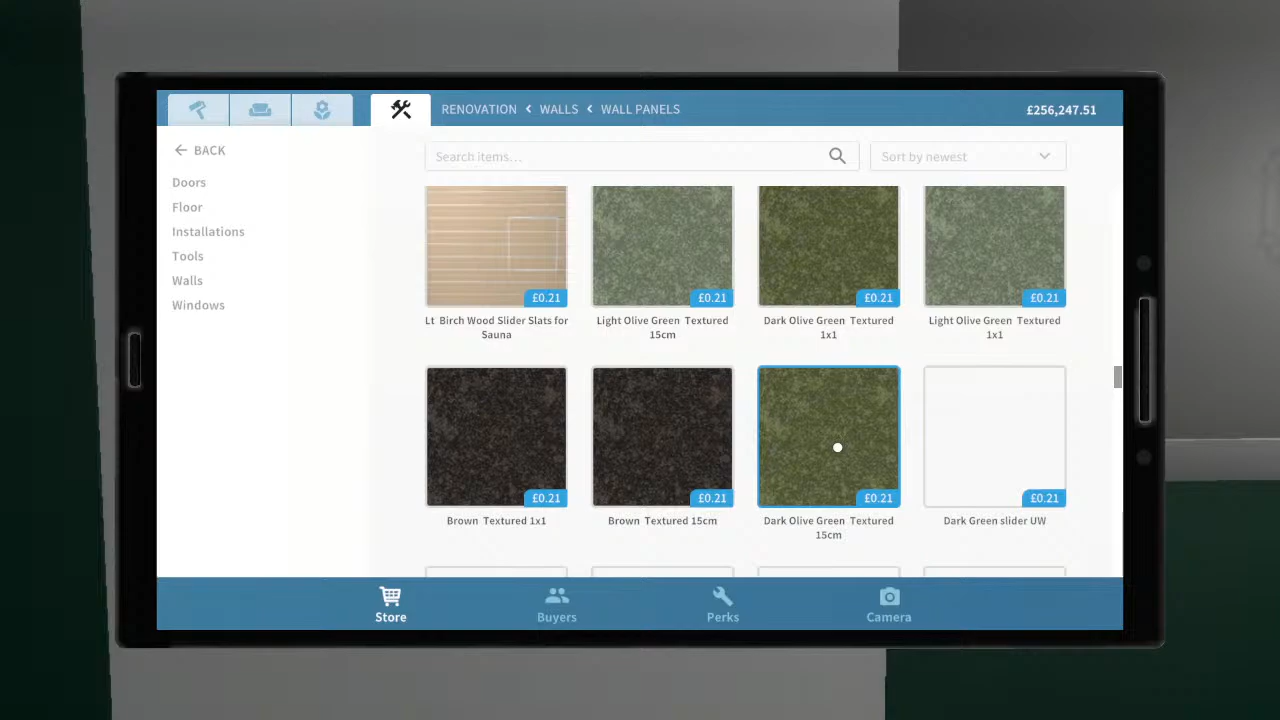 RENOVATION < WALLS < WALL PANELS
£256,247.51
BACK
Doors
Floor
Installations
Tools
Walls
Windows
Search items...
Sort by newest
£0.21
£0.21
£0.21
£0.21
Lt Birch Wood Slider Slats for
Sauna
Light Olive Green Textured
15cm
Dark Olive Green Textured
1x1
Light Olive Green Textured
1x1
£0.21
£0.21
£0.21
£0.21
Brown Textured 1x1
Brown Textured 15cm
Dark Olive Green Textured
15cm
Dark Green slider UW
Store
Buyers
Perks
Camera